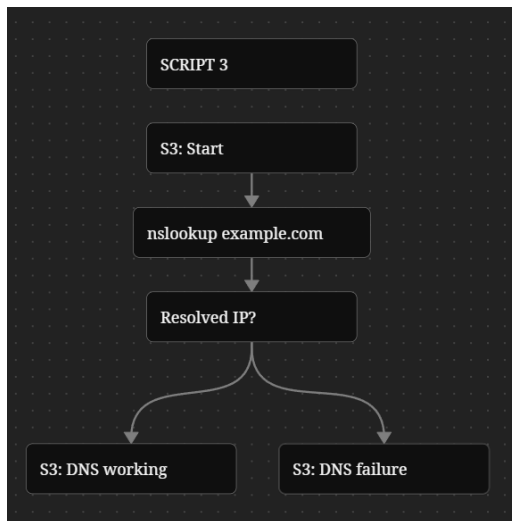 SCRIPT 3
S3: Start
nslookup example.com
Resolved IP?
S3: DNS working
S3: DNS failure